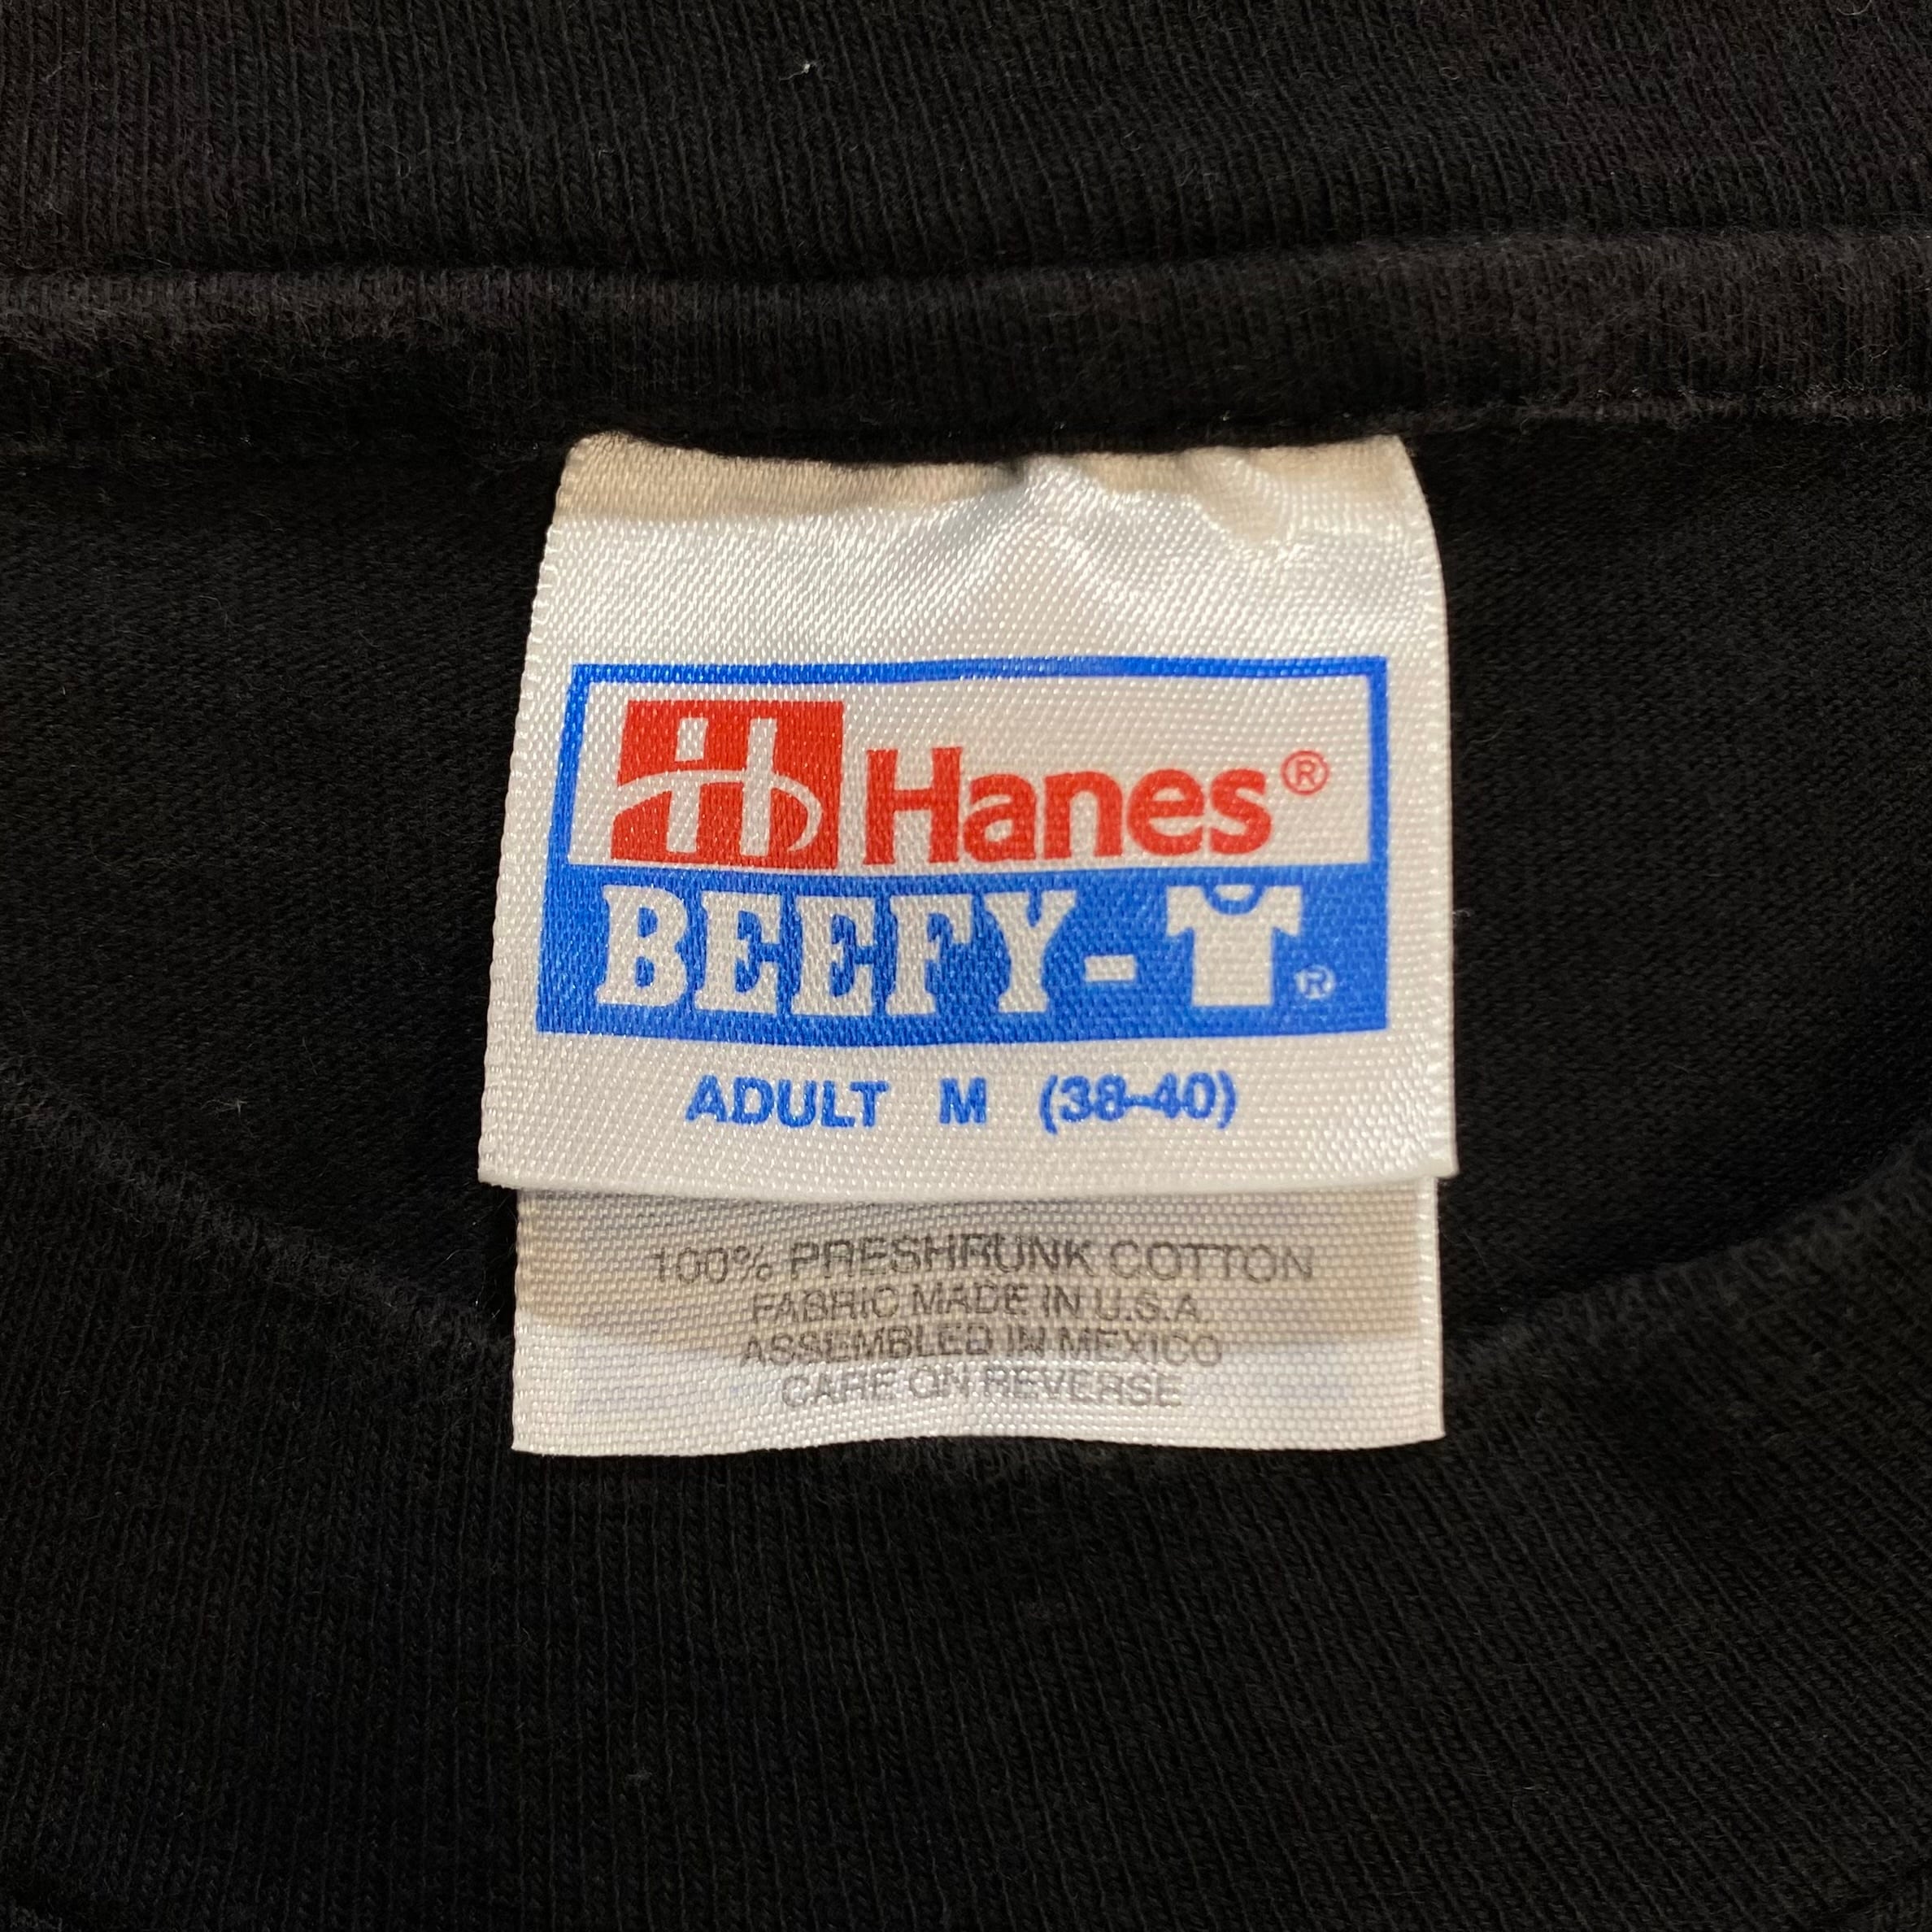 Hanes®
BEEFY-T®
ADULT M (38-40)
100% PRESHRUNK COTTON
FABRIC MADE IN U.S.A.
ASSEMBLED IN MEXICO
CARE ON REVERSE